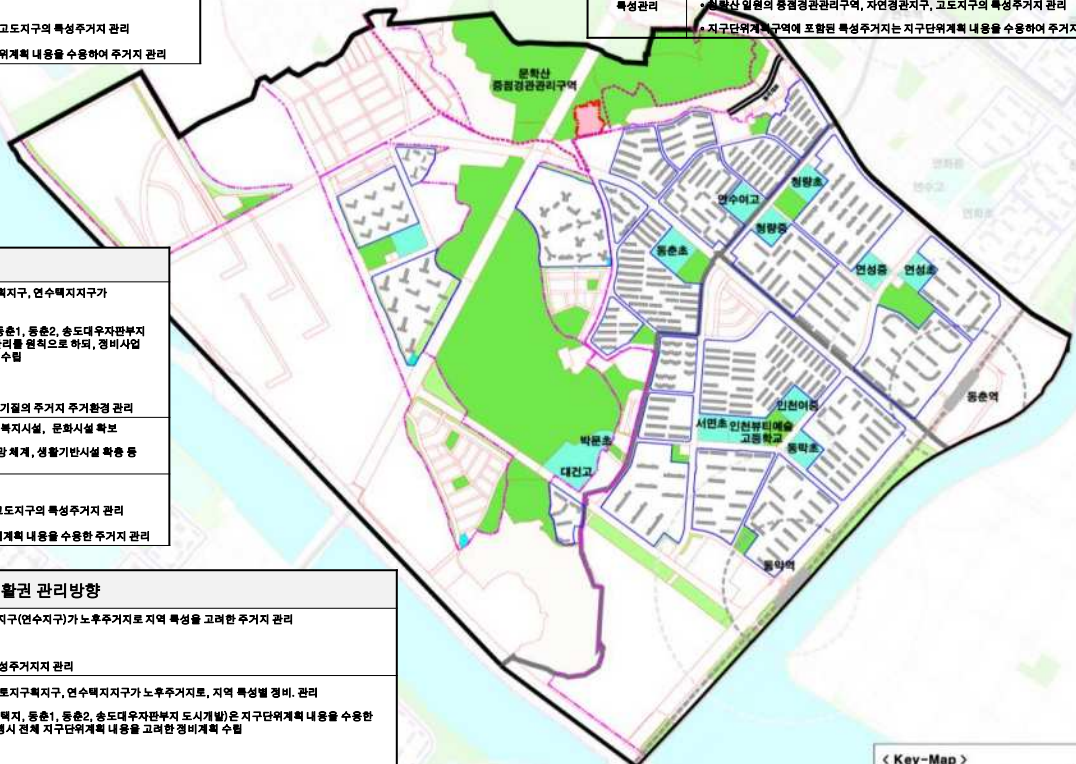 고도지구의 특성주거지 관리
위계획 내용을 수용하여 주거지 관리
특성관리
일원의 중점경관관리구역, 자연경관지구, 고도지구의 특성주거지 관리
지구단위계획구역에 포함된 특성주거지는 지구단위계획 내용을 수용하여 주거지
문학산
중점경관관리구역
연수여고
청량초
청량중
동춘초
연성중
연성초
동춘역
인천여중
서면초
인천뷰티예술
고등학교
동막초
박문초
대건고
동막역
획지구, 연수택지지구가
동춘1, 동춘2, 송도대우자판부지
관리를 원칙으로 하되, 정비사업
수립
기질의 주거지 주거환경 관리
복지시설, 문화시설 확보
망 체계, 생활기반시설 확충 등
고도지구의 특성주거지 관리
계획 내용을 수용한 주거지 관리
활권 관리방향
지구(연수지구)가 노후주거지로 지역 특성을 고려한 주거지 관리
성주거지지 관리
토지구획지구, 연수택지지구가 노후주거지로, 지역 특성별 정비. 관리
택지, 동춘1, 동춘2, 송도대우자판부지 도시개발)은 지구단위계획 내용을 수용한
행시 전체 지구단위계획 내용을 고려한 정비계획 수립
< Key-Map >